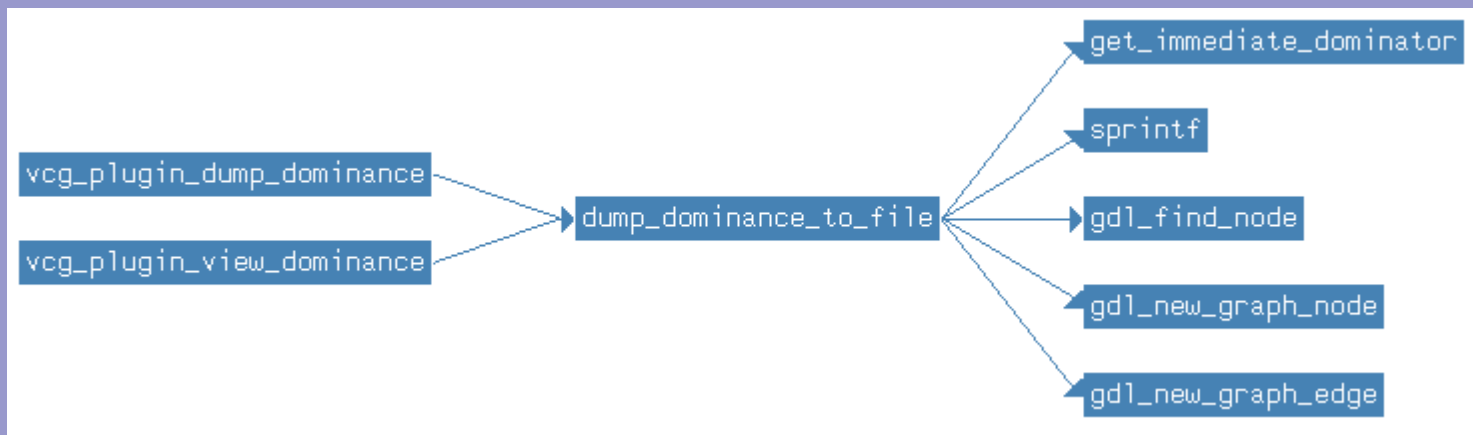 vcg_plugin_dump_dominance
vcg_plugin_view_dominance
dump_dominance_to_file
get_immediate_dominator
sprintf
gdl_find_node
gdl_new_graph_node
gdl_new_graph_edge